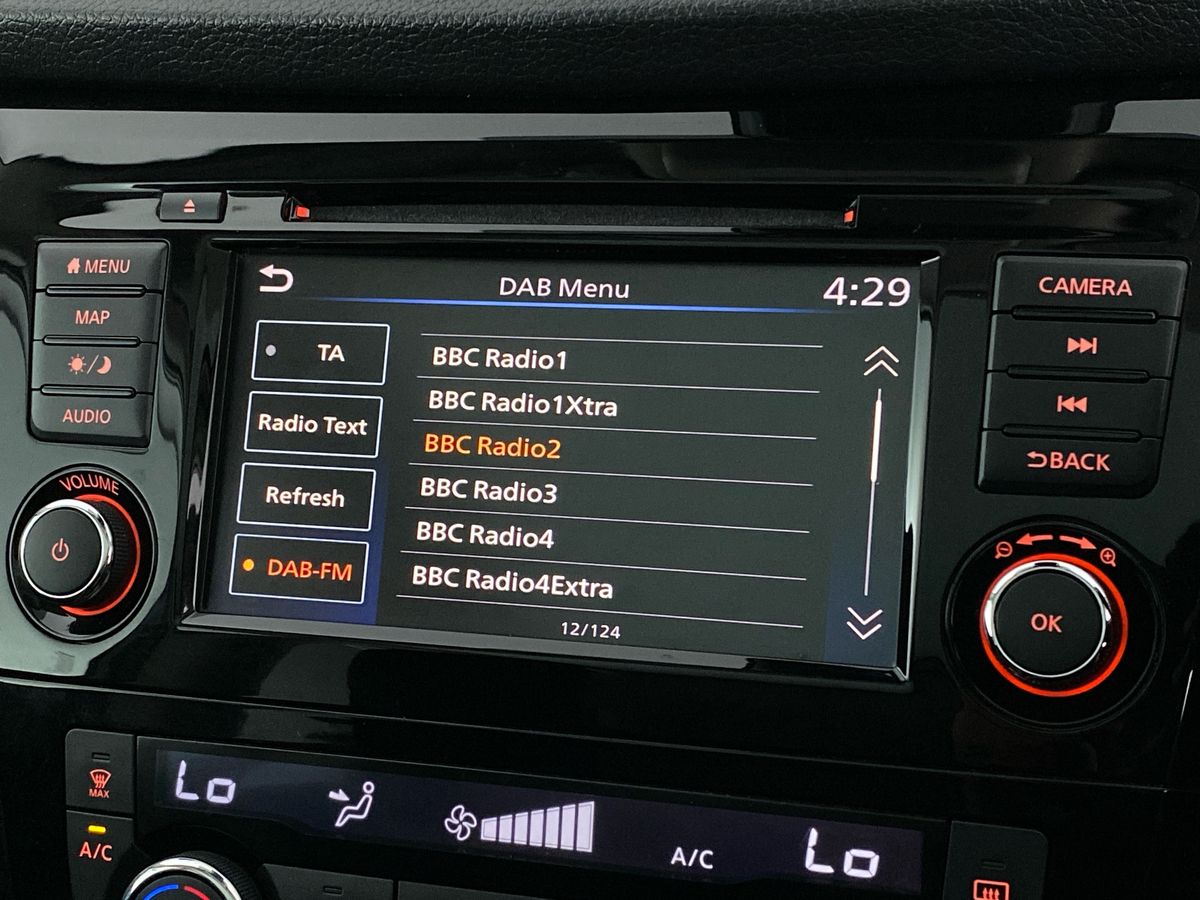 MENU
MAP
AUDIO
VOLUME
DAB Menu
4:29
TA
Radio Text
Refresh
DAB-FM
BBC Radio1
BBC Radio1Xtra
BBC Radio2
BBC Radio3
BBC Radio4
BBC Radio4Extra
12/124
CAMERA
BACK
OK
MAX
A/C
Lo
A/C
Lo